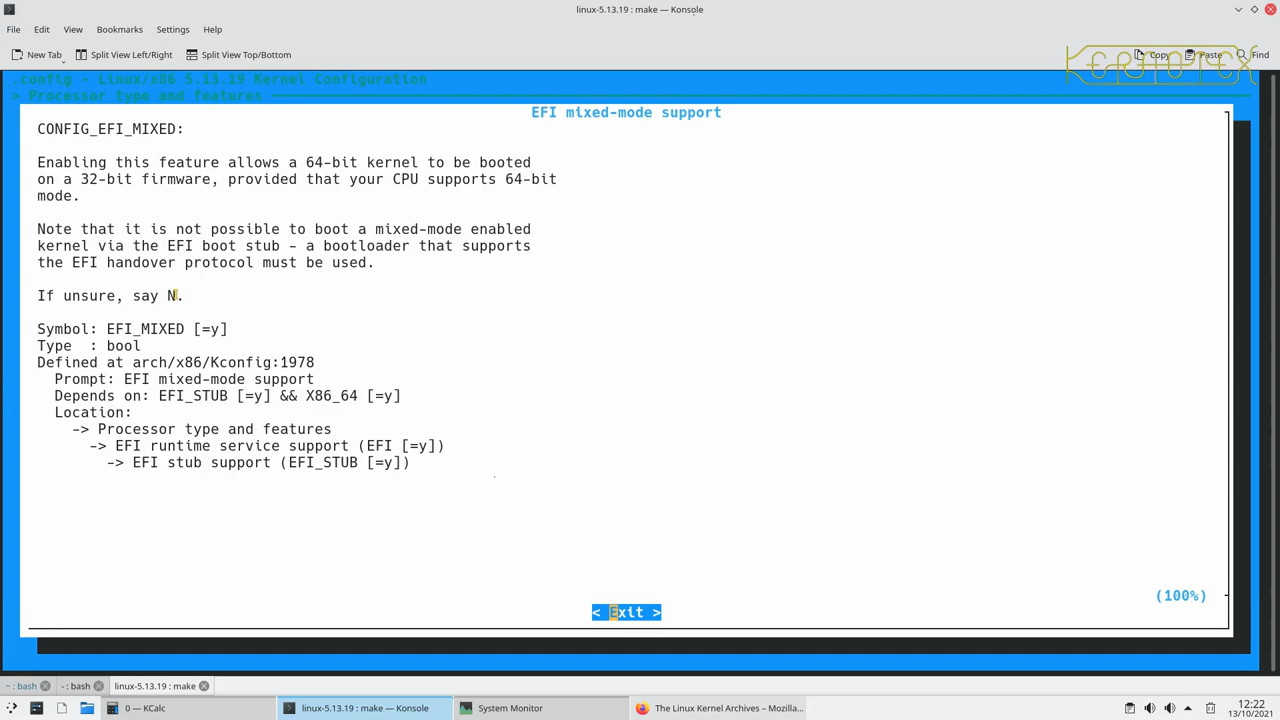 linux-5.13.19 : make — Konsole
File Edit View Bookmarks Settings Help
New Tab Split View Left/Right Split View Top/Bottom Copy Paste Find
KERNOTEX
.config - Linux/x86 5.13.19 Kernel Configuration
> Processor type and features
EFI mixed-mode support
CONFIG_EFI_MIXED:
Enabling this feature allows a 64-bit kernel to be booted
on a 32-bit firmware, provided that your CPU supports 64-bit
mode.
Note that it is not possible to boot a mixed-mode enabled
kernel via the EFI boot stub - a bootloader that supports
the EFI handover protocol must be used.
If unsure, say N.
Symbol: EFI_MIXED [=y]
Type  : bool
Defined at arch/x86/Kconfig:1978
Prompt: EFI mixed-mode support
Depends on: EFI_STUB [=y] && X86_64 [=y]
Location:
-> Processor type and features
-> EFI runtime service support (EFI [=y])
-> EFI stub support (EFI_STUB [=y])
(100%)
< Exit >
~ : bash - : bash linux-5.13.19 : make
0 — KCalc linux-5.13.19 : make — Konsole System Monitor The Linux Kernel Archives – Mozilla... 12:22
13/10/2021